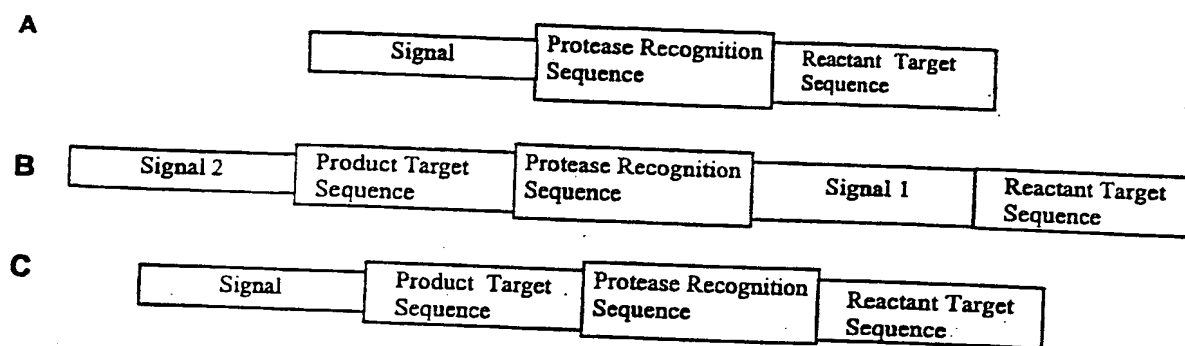 A
Signal
Protease Recognition
Sequence
Reactant Target
Sequence
B
Signal 2
Product Target
Sequence
Protease Recognition
Sequence
Signal 1
Reactant Target
Sequence
C
Signal
Product Target
Sequence
Protease Recognition
Sequence
Reactant Target
Sequence